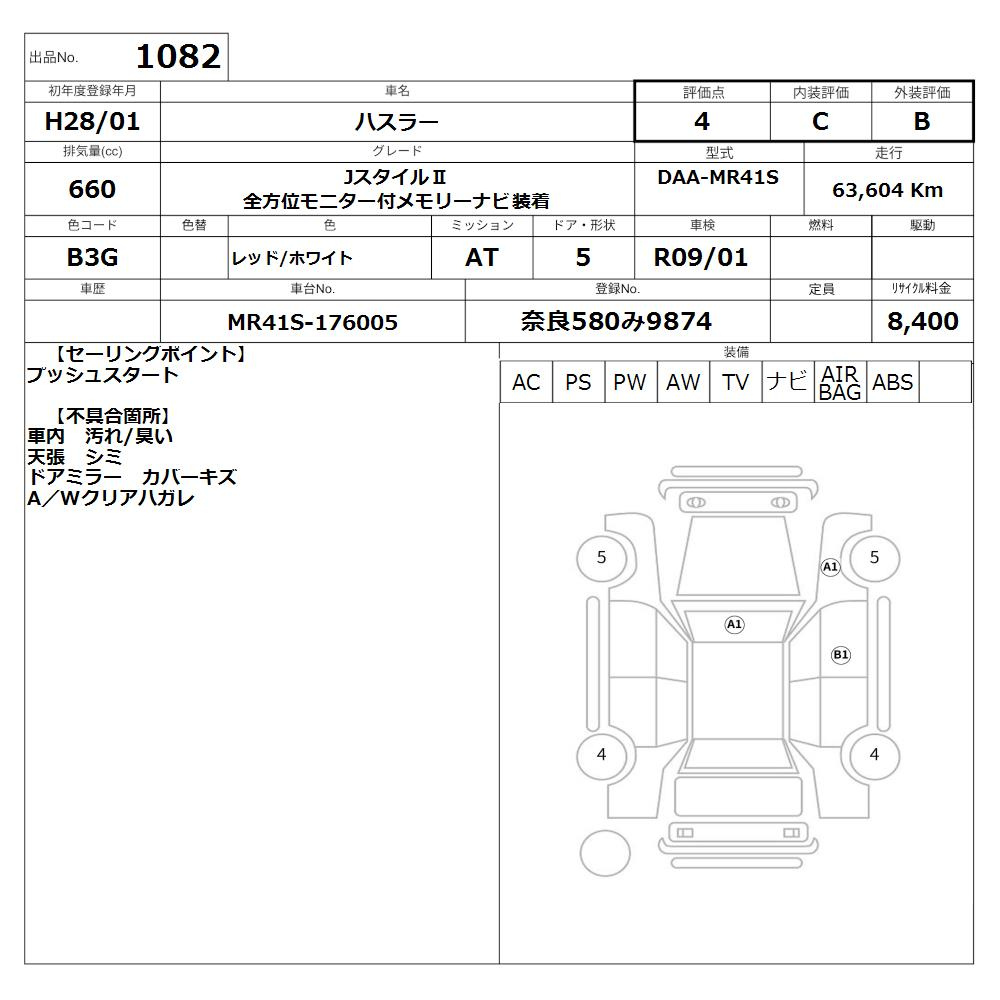 出品No. 1082
初年度登録年月 車名 評価点 内装評価 外装評価
H28/01 ハスラー 4 C B
排気量(cc) グレード 型式 走行
660 JスタイルⅡ DAA-MR41S 63,604 Km
全方位モニター付メモリーナビ装着
色コード 色替 色 ミッション ドア・形状 車検 燃料 駆動
B3G レッド/ホワイト AT 5 R09/01
車歴 車台No. 登録No. 定員 ﾘｻｲｸﾙ料金
MR41S-176005 奈良580み9874 8,400
【セーリングポイント】
プッシュスタート
【不具合箇所】
車内　汚れ/臭い
天張　シミ
ドアミラー　カバーキズ
A／Wクリアハガレ
装備
AC PS PW AW TV ナビ AIR BAG ABS
5 5
A1
A1
B1
4 4